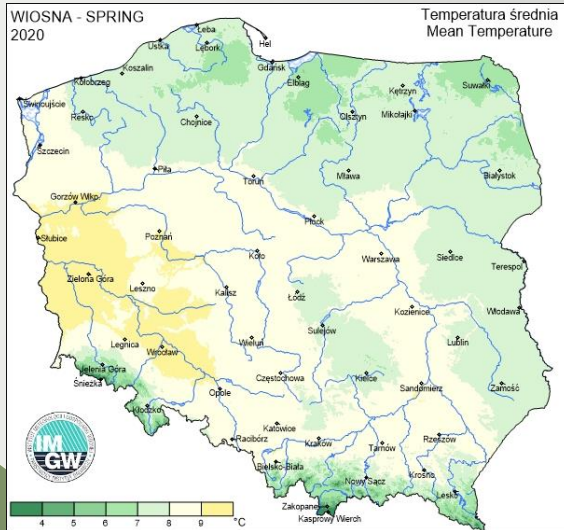 WIOSNA - SPRING
2020
Temperatura średnia
Mean Temperature
Łeba
Ustka
Lębork
Hel
Koszalin
Gdańsk
Kołobrzeg
Elbląg
Kętrzyn
Suwałki
Świnoujście
Resko
Chojnice
Olsztyn
Mikołajki
Szczecin
Piła
Toruń
Mława
Białystok
Gorzów Wlkp.
Płock
Słubice
Poznań
Koło
Warszawa
Siedlce
Terespol
Zielona Góra
Leszno
Kalisz
Łódź
Kozienice
Włodawa
Sulejów
Legnica
Wrocław
Wieluń
Lublin
Jelenia Góra
Śnieżka
Częstochowa
Kielce
Sandomierz
Zamość
Opole
Kłodzko
Katowice
Racibórz
Kraków
Tarnów
Rzeszów
Bielsko-Biała
Nowy Sącz
Krosno
Lesko
Zakopane
Kasprowy Wierch
IM
GW
4 5 6 7 8 9 °C